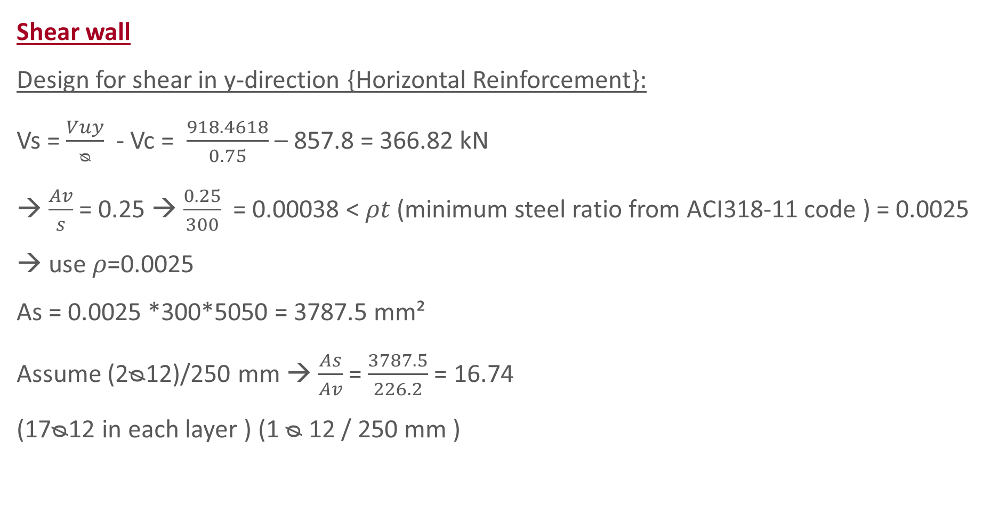 Shear wall
Design for shear in y-direction {Horizontal Reinforcement}:
Vs = Vuy/ᴓ - Vc = 918.4618/0.75 – 857.8 = 366.82 kN
→ Av/s = 0.25 → 0.25/300 = 0.00038 < ρt (minimum steel ratio from ACI318-11 code ) = 0.0025
→ use ρ=0.0025
As = 0.0025 *300*5050 = 3787.5 mm²
Assume (2ᴓ12)/250 mm → As/Av = 3787.5/226.2 = 16.74
(17ᴓ12 in each layer ) (1 ᴓ 12 / 250 mm )